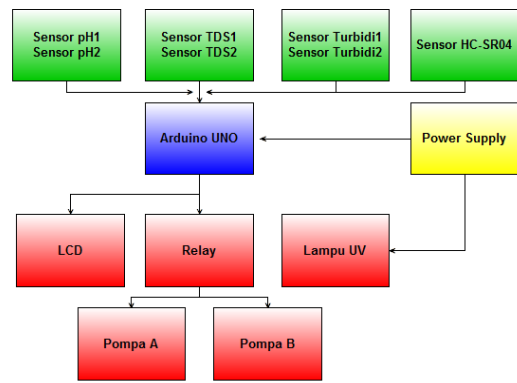 Sensor pH1
Sensor pH2
Sensor TDS1
Sensor TDS2
Sensor Turbidi1
Sensor Turbidi2
Sensor HC-SR04
Arduino UNO
Power Supply
LCD
Relay
Lampu UV
Pompa A
Pompa B